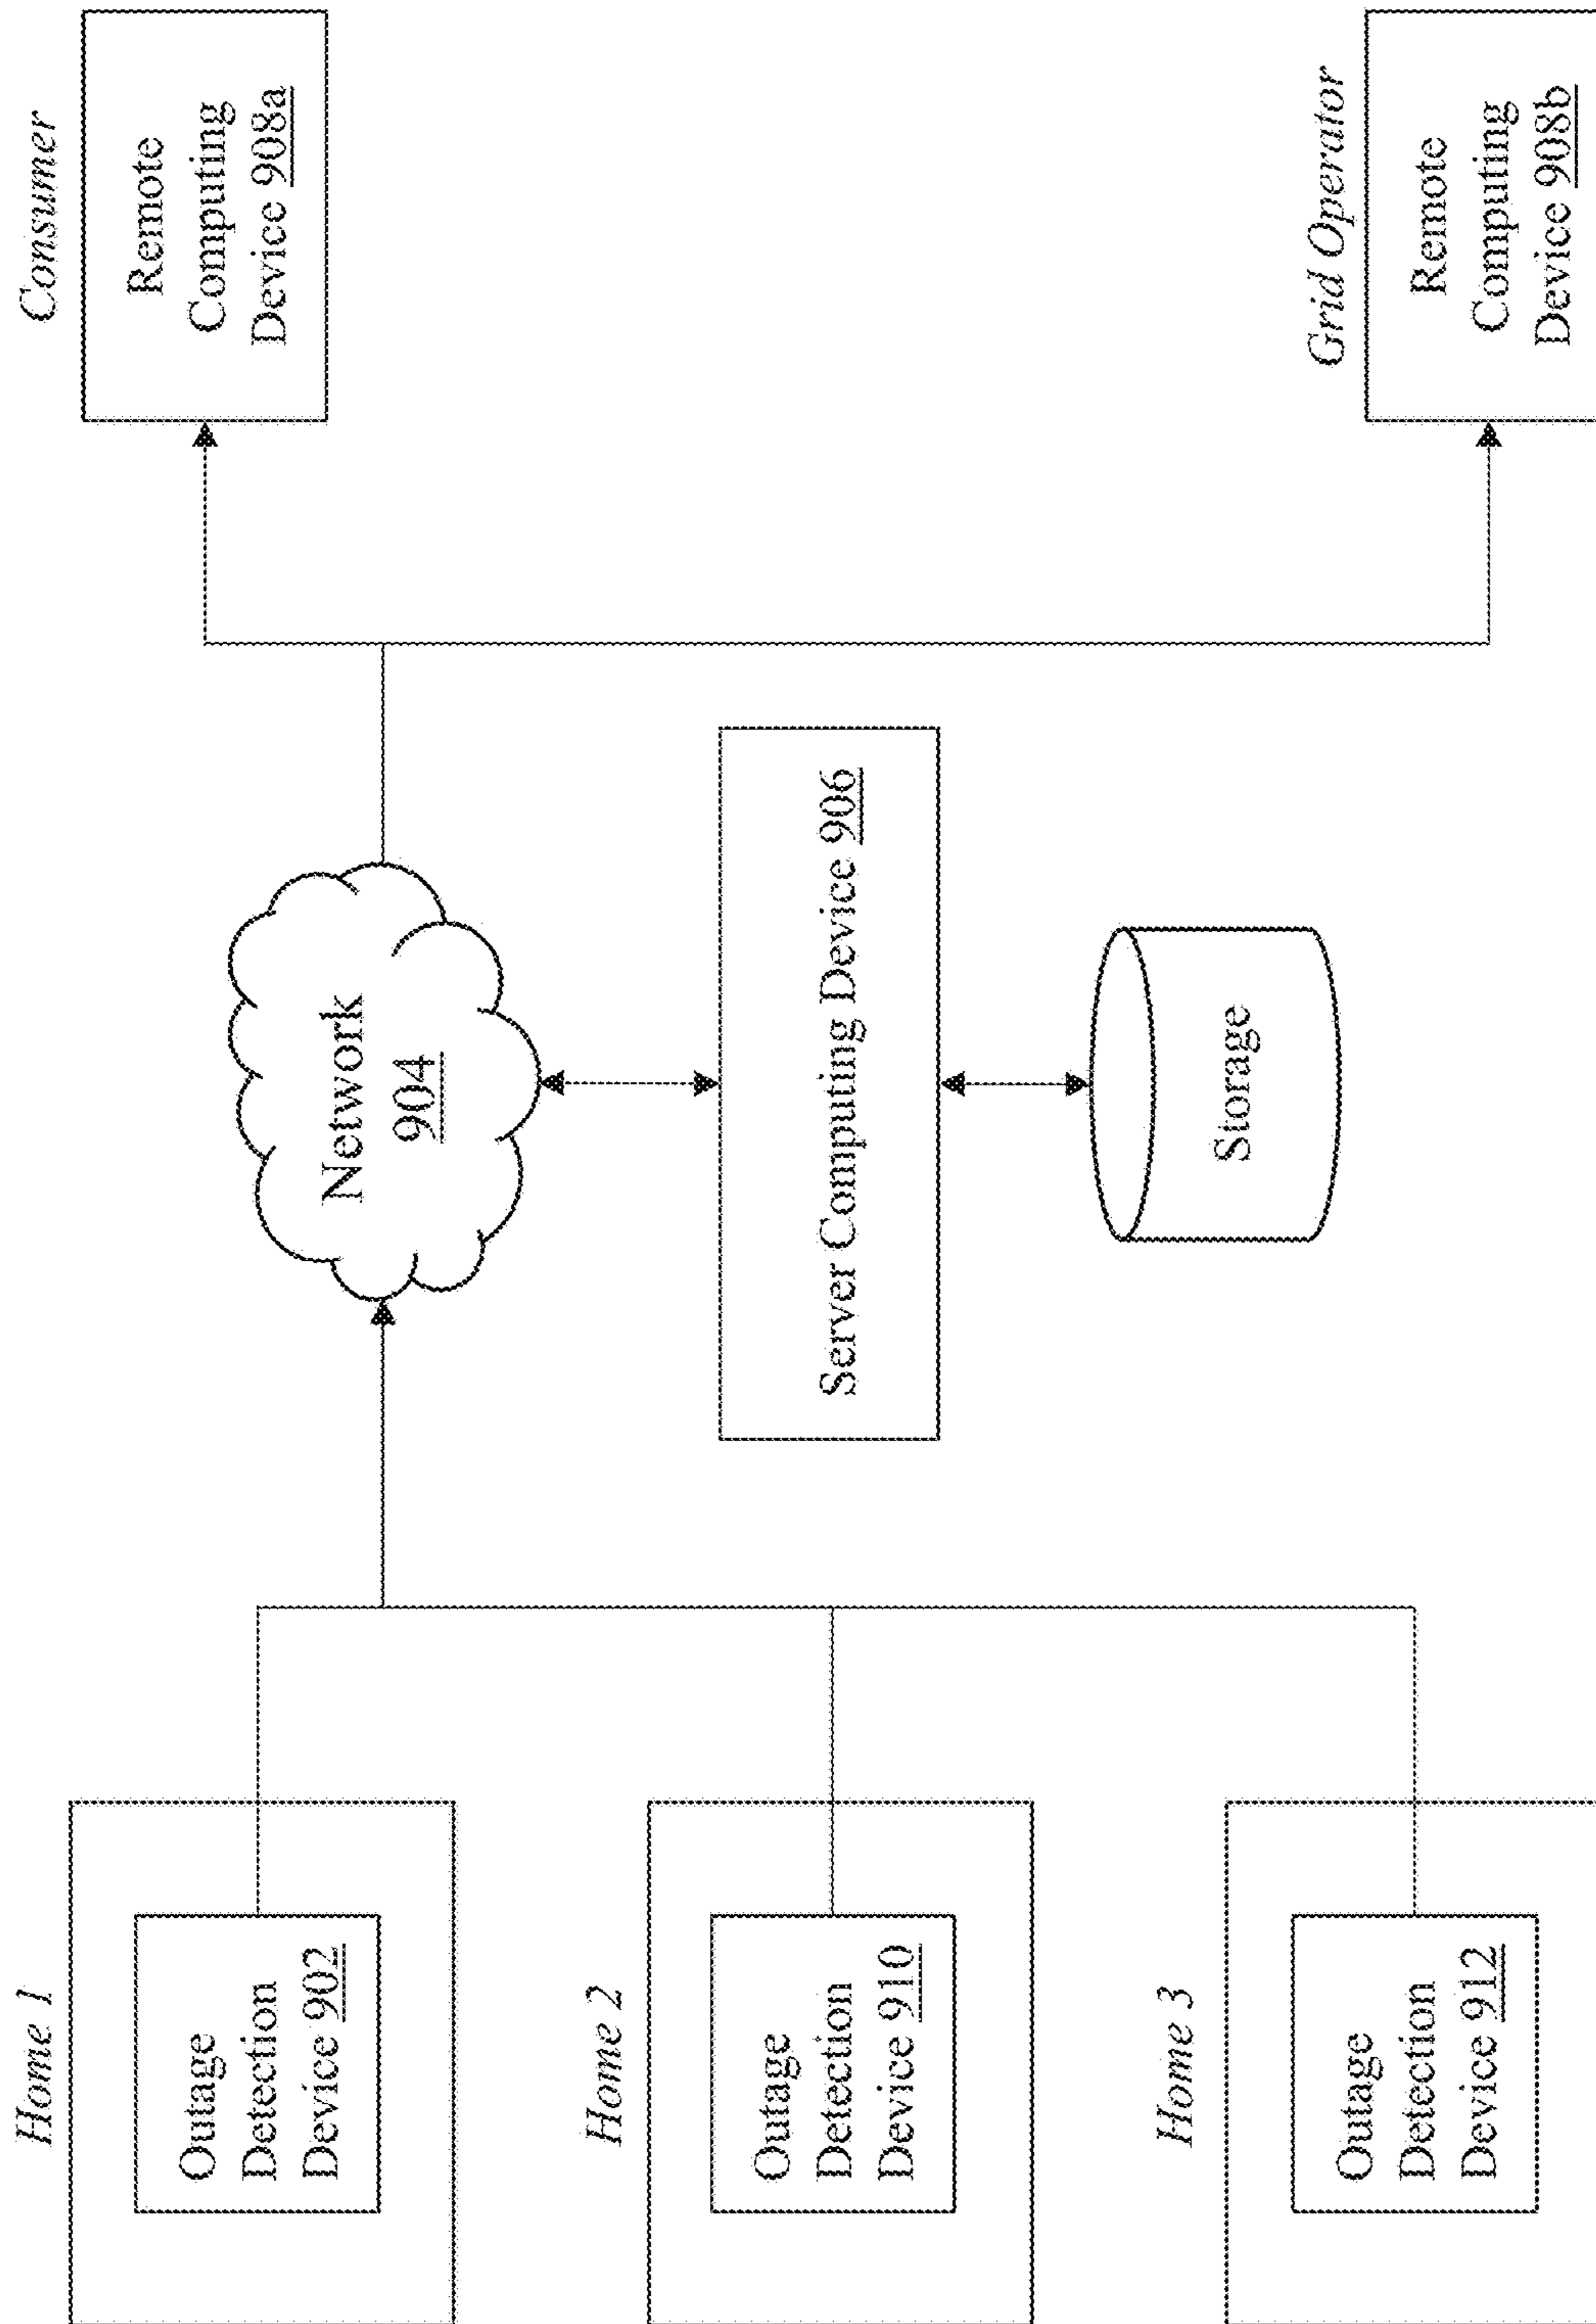 Home 1
Outage
Detection
Device 902
Home 2
Outage
Detection
Device 910
Home 3
Outage
Detection
Device 912
Network
904
Server Computing Device 906
Storage
Consumer
Remote
Computing
Device 908a
Grid Operator
Remote
Computing
Device 908b